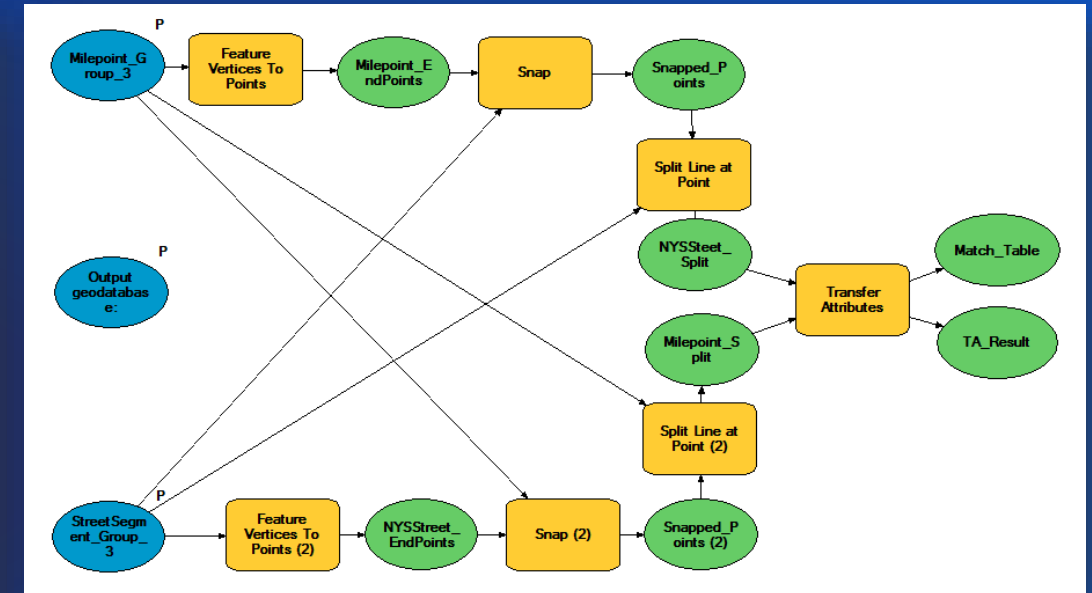 P
Milepoint_G
roup_3
Feature
Vertices To
Points
Milepoint_E
ndPoints
Snap
Snapped_P
oints
Split Line at
Point
NYSSteet_
Split
P
Output
geodatabas
e:
Transfer
Attributes
Match_Table
TA_Result
Milepoint_S
plit
Split Line at
Point (2)
P
StreetSegm
ent_Group_
3
Feature
Vertices To
Points (2)
NYSStreet_
EndPoints
Snap (2)
Snapped_P
oints (2)